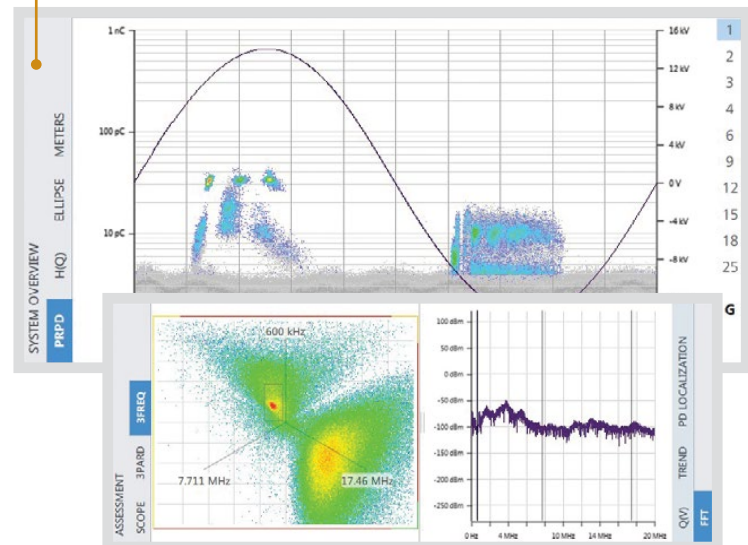 SYSTEM OVERVIEW
PRPD
H(Q)
ELLIPSE
METERS
1 nC
100 pC
10 pC
16 kV
12 kV
8 kV
4 kV
0 V
-4 kV
-8 kV
1
2
3
4
6
9
12
15
18
25
G
ASSESSMENT
SCOPE
3PARD
3FREQ
600 kHz
7.711 MHz
17.46 MHz
100 dBm
50 dBm
0 dBm
-50 dBm
-100 dBm
-150 dBm
-200 dBm
-250 dBm
0 Hz
4 MHz
10 MHz
14 MHz
20 MHz
Q(V)
TREND
PD LOCALIZATION
FFT